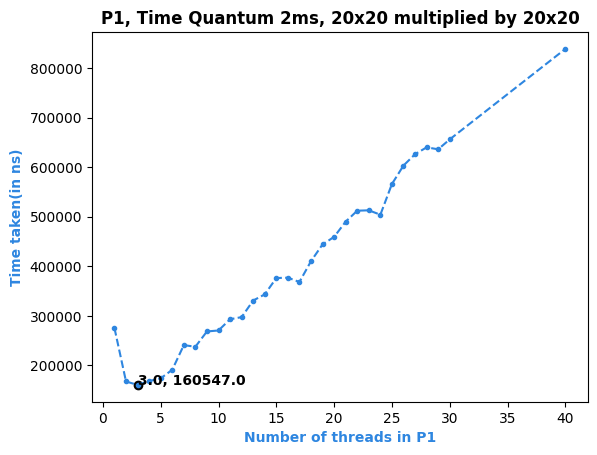 P1, Time Quantum 2ms, 20x20 multiplied by 20x20
Time taken(in ns)
800000
700000
600000
500000
400000
300000
200000
3.0, 160547.0
0 5 10 15 20 25 30 35 40
Number of threads in P1